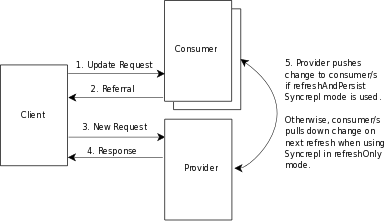 Consumer
1. Update Request
2. Referral
Client
3. New Request
4. Response
Provider
5. Provider pushes
change to consumer/s
if refreshAndPersist
Syncrepl mode is used.
Otherwise, consumer/s
pulls down change on
next refresh when using
Syncrepl in refreshOnly
mode.